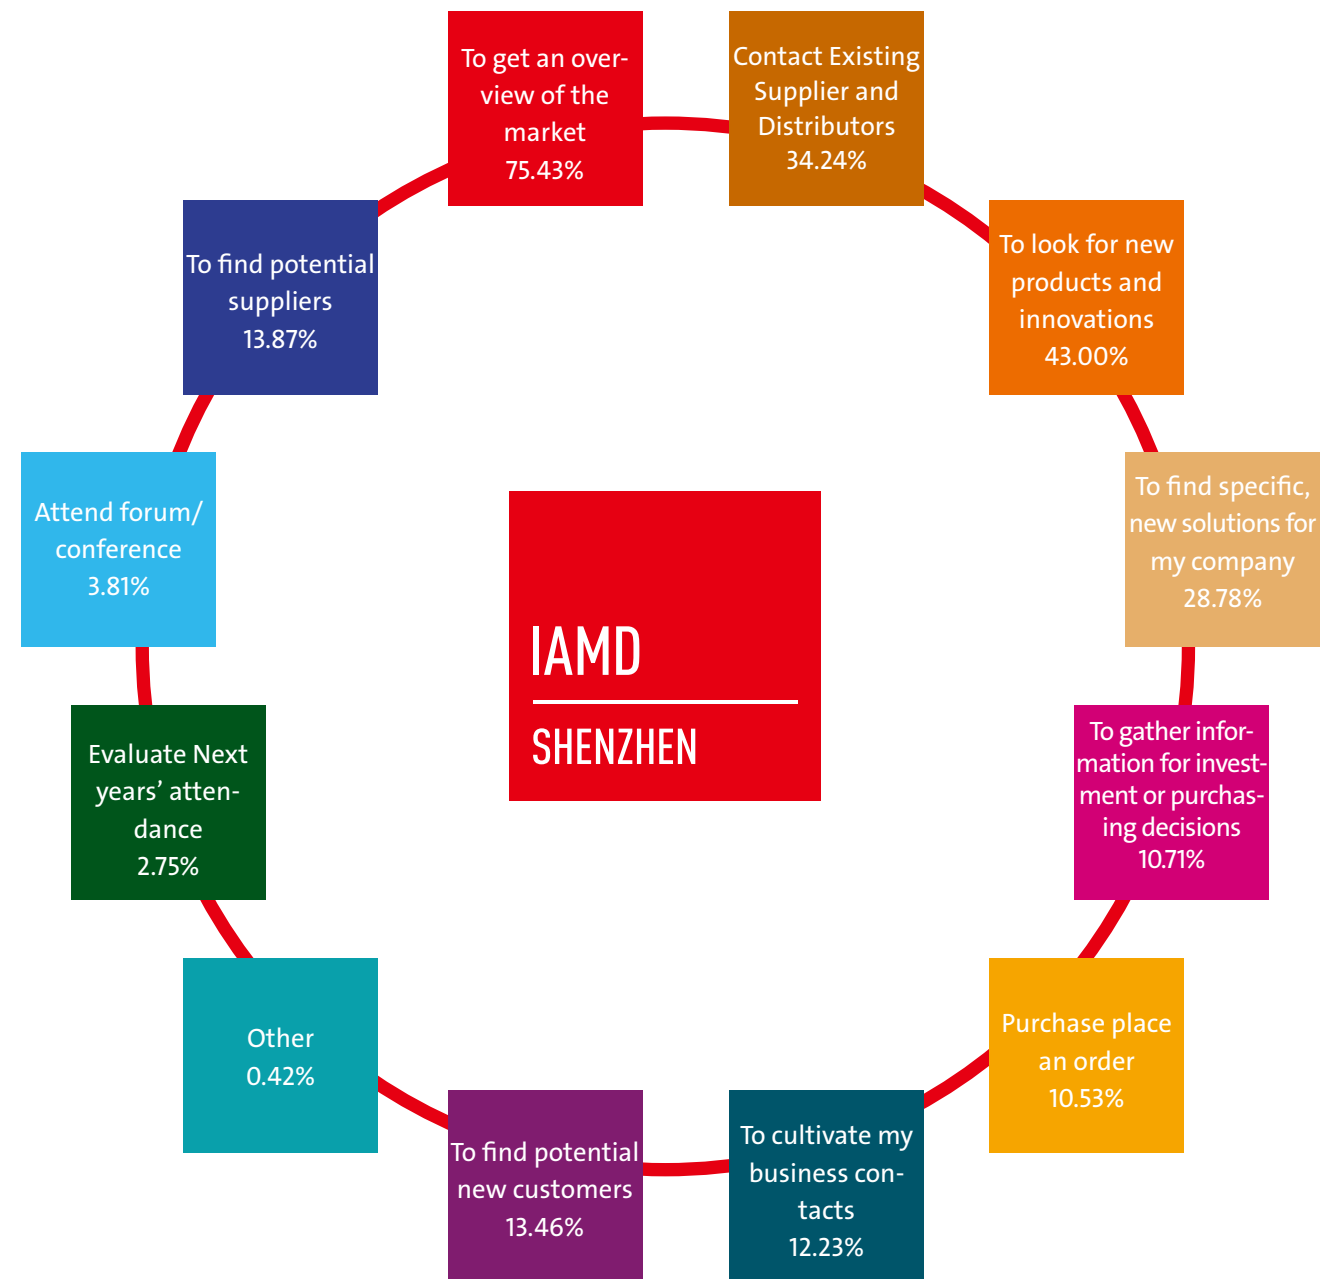 To get an over-
view of the
market
75.43%
Contact Existing
Supplier and
Distributors
34.24%
To look for new
products and
innovations
43.00%
To find specific,
new solutions for
my company
28.78%
To gather infor-
mation for invest-
ment or purchas-
ing decisions
10.71%
Purchase place
an order
10.53%
To cultivate my
business con-
tacts
12.23%
To find potential
new customers
13.46%
Other
0.42%
Evaluate Next
years’ atten-
dance
2.75%
Attend forum/
conference
3.81%
To find potential
suppliers
13.87%
IAMD
SHENZHEN